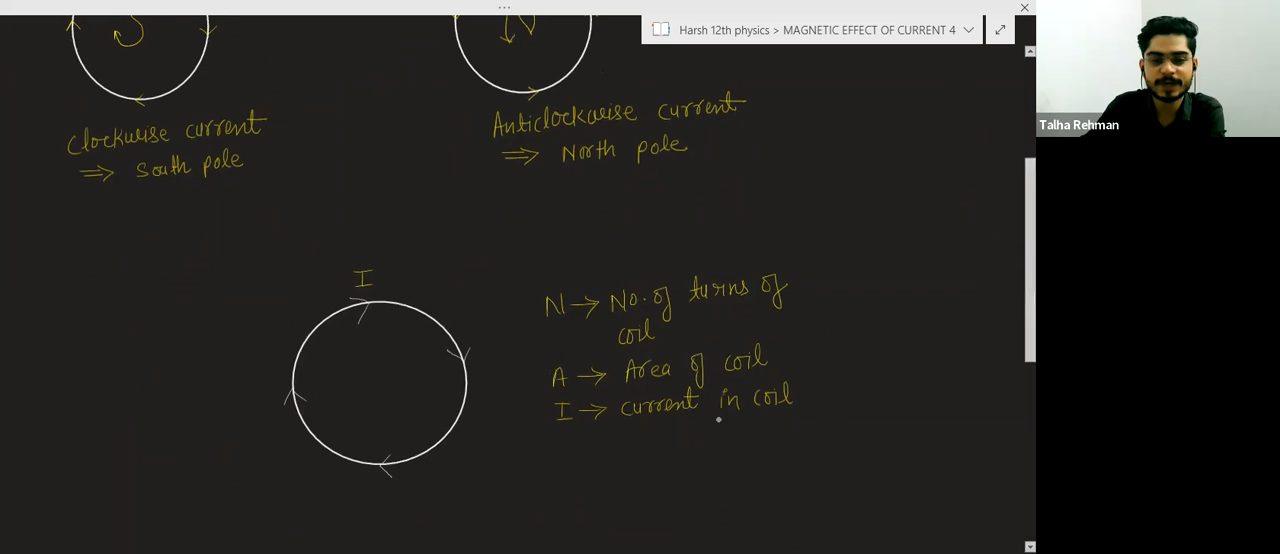 S
N
Harsh 12th physics > MAGNETIC EFFECT OF CURRENT 4
Talha Rehman
Clockwise current
⇒ South pole
Anticlockwise current
⇒ North pole
I
N → No. of turns of
coil
A → Area of coil
I → current in coil